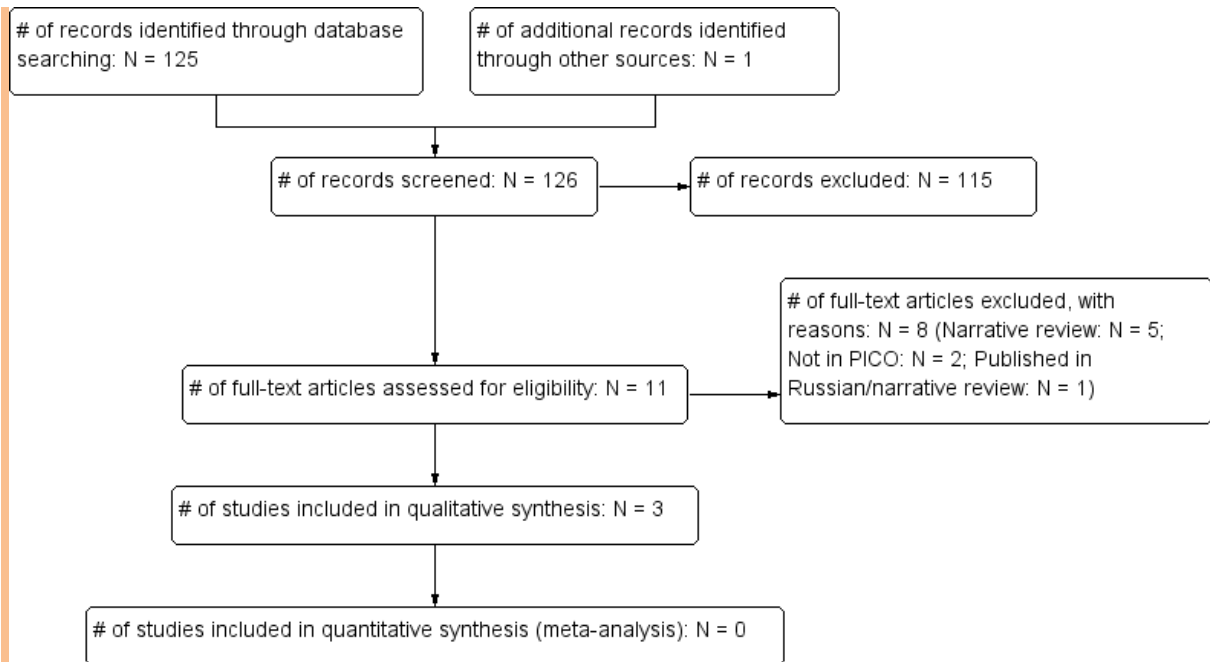 # of records identified through database
searching: N = 125
# of additional records identified
through other sources: N = 1
# of records screened: N = 126
# of records excluded: N = 115
# of full-text articles excluded, with
reasons: N = 8 (Narrative review: N = 5;
Not in PICO: N = 2; Published in
Russian/narrative review: N = 1)
# of full-text articles assessed for eligibility: N = 11
# of studies included in qualitative synthesis: N = 3
# of studies included in quantitative synthesis (meta-analysis): N = 0